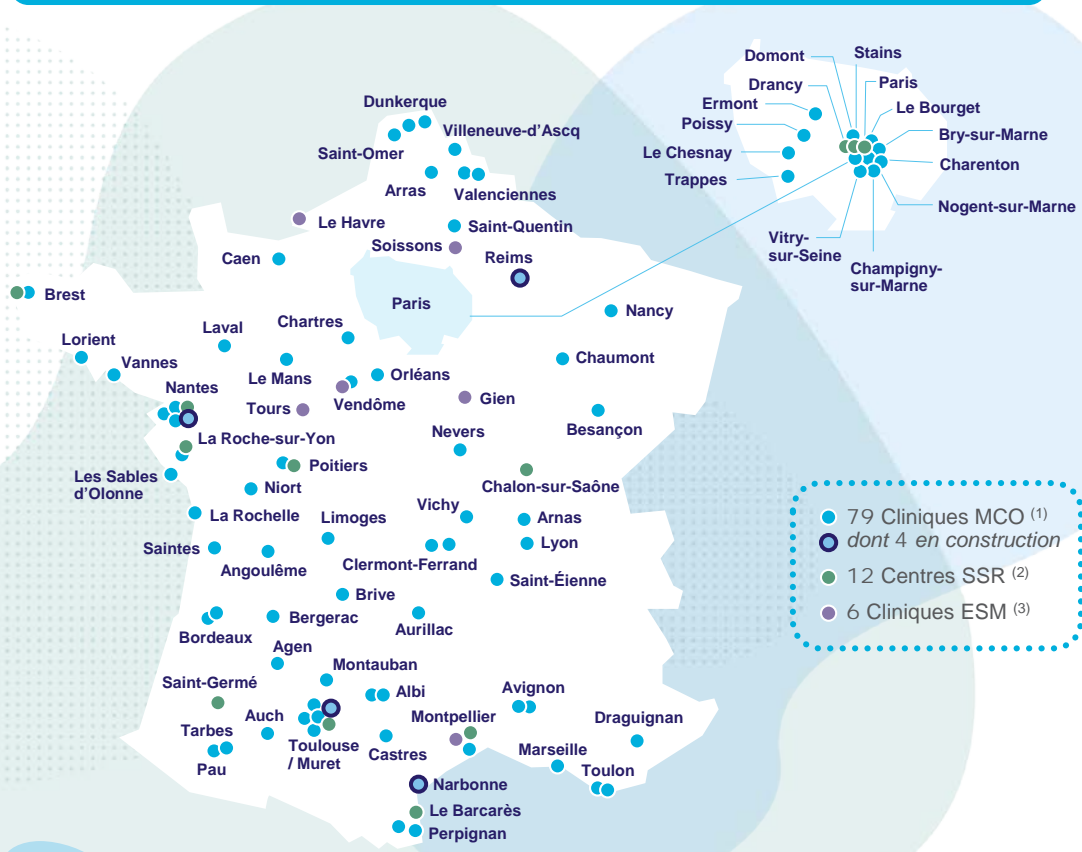 Domont
Stains
Drancy
Paris
Ermont
Le Bourget
Poissy
Bry-sur-Marne
Le Chesnay
Charenton
Trappes
Nogent-sur-Marne
Vitry-
sur-Seine
Champigny-
sur-Marne
Dunkerque
Villeneuve-d'Ascq
Saint-Omer
Arras
Valenciennes
Le Havre
Saint-Quentin
Soissons
Caen
Reims
Brest
Paris
Nancy
Laval
Chartres
Lorient
Vannes
Chaumont
Nantes
Le Mans
Orléans
Tours
Vendôme
Gien
Besançon
La Roche-sur-Yon
Nevers
Poitiers
Les Sables
d'Olonne
Niort
Chalon-sur-Saône
La Rochelle
Limoges
Vichy
Arnas
Saintes
Lyon
Angoulême
Clermont-Ferrand
Saint-Éienne
Brive
Bergerac
Bordeaux
Aurillac
Agen
Montauban
Saint-Germé
Albi
Avignon
Auch
Montpellier
Draguignan
Tarbes
Toulouse
/ Muret
Castres
Marseille
Pau
Toulon
Narbonne
Le Barcarès
Perpignan
79 Cliniques MCO (1)
dont 4 en construction
12 Centres SSR (2)
6 Cliniques ESM (3)